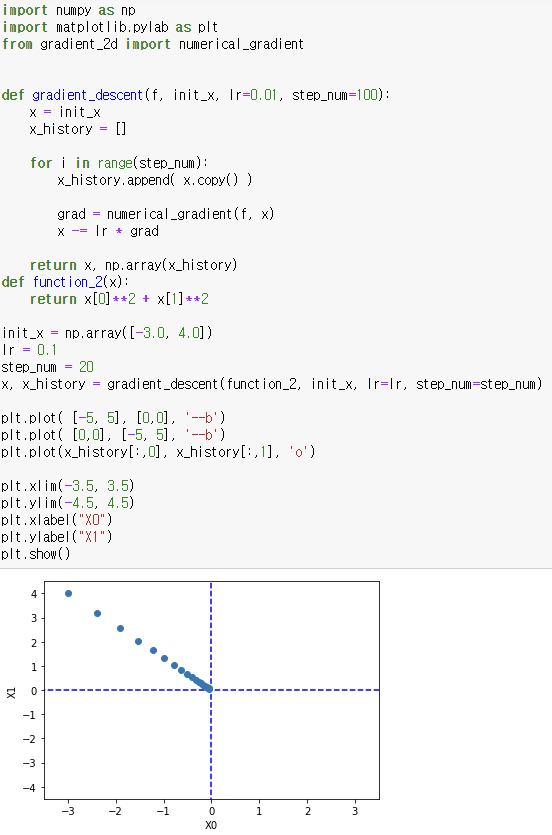 import numpy as np
import matplotlib.pylab as plt
from gradient_2d import numerical_gradient
def gradient_descent(f, init_x, lr=0.01, step_num=100):
    x = init_x
    x_history = []
    for i in range(step_num):
        x_history.append( x.copy() )
        grad = numerical_gradient(f, x)
        x -= lr * grad
    return x, np.array(x_history)
def function_2(x):
    return x[0]**2 + x[1]**2
init_x = np.array([-3.0, 4.0])
lr = 0.1
step_num = 20
x, x_history = gradient_descent(function_2, init_x, lr=lr, step_num=step_num)
plt.plot( [-5, 5], [0,0], '--b')
plt.plot( [0,0], [-5, 5], '--b')
plt.plot(x_history[:,0], x_history[:,1], 'o')
plt.xlim(-3.5, 3.5)
plt.ylim(-4.5, 4.5)
plt.xlabel("X0")
plt.ylabel("X1")
plt.show()
4
3
2
1
0
−1
−2
−3
−4
X1
−3 −2 −1 0 1 2 3
X0